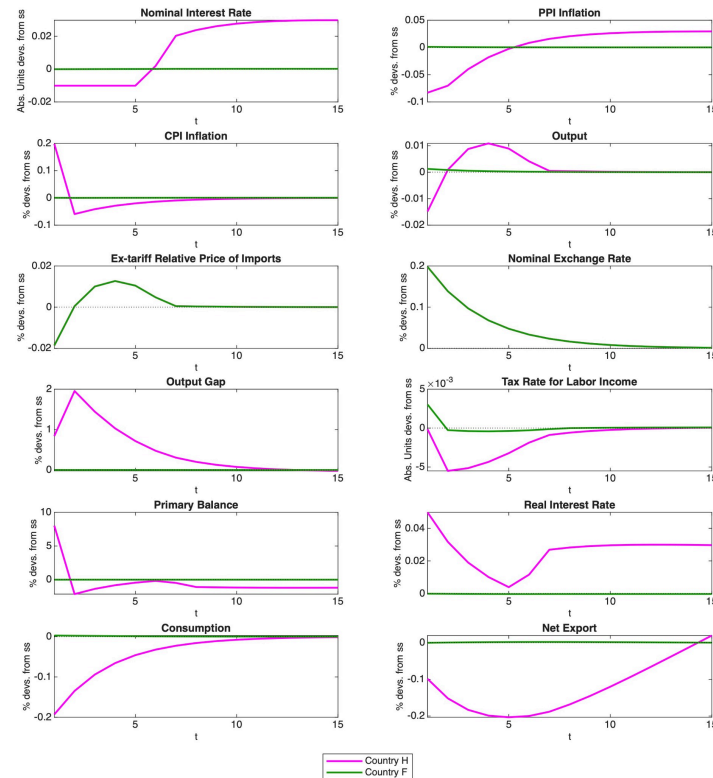 Nominal Interest Rate
Abs. Units devs. from ss
0.02
0
-0.02
5
10
15
t
PPI Inflation
% devs. from ss
0.05
0
-0.05
-0.1
5
10
15
t
CPI Inflation
% devs. from ss
0.2
0.1
0
-0.1
5
10
15
t
Output
% devs. from ss
0.01
0
-0.01
-0.02
5
10
15
t
Ex-tariff Relative Price of Imports
% devs. from ss
0.02
0
-0.02
5
10
15
t
Nominal Exchange Rate
% devs. from ss
0.2
0.1
0
5
10
15
t
Output Gap
% devs. from ss
2
1
0
5
10
15
t
Tax Rate for Labor Income
Abs. Units devs. from ss
×10⁻³
5
0
-5
5
10
15
t
Primary Balance
% devs. from ss
10
5
0
5
10
15
t
Real Interest Rate
% devs. from ss
0.04
0.02
0
5
10
15
t
Consumption
% devs. from ss
0
-0.1
-0.2
5
10
15
t
Net Export
% devs. from ss
0
-0.1
-0.2
5
10
15
t
Country H
Country F